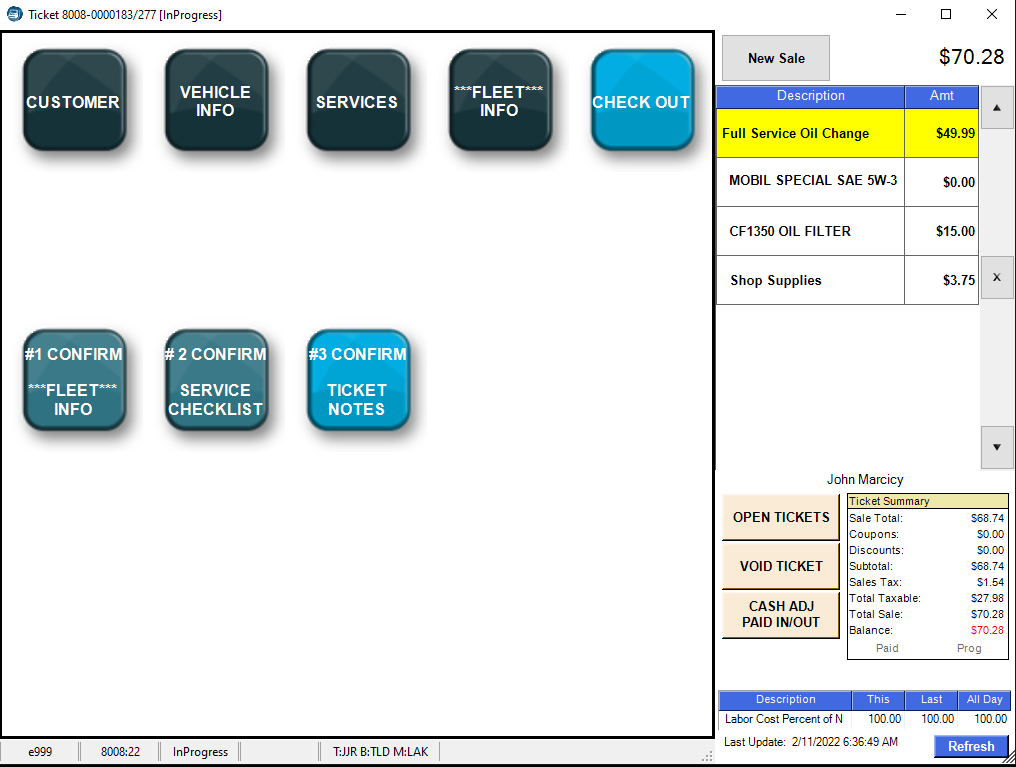 Ticket 8008-0000183/277 [InProgress]
CUSTOMER
VEHICLE
INFO
SERVICES
***FLEET***
INFO
CHECK OUT
#1 CONFIRM
***FLEET***
INFO
# 2 CONFIRM
SERVICE
CHECKLIST
#3 CONFIRM
TICKET
NOTES
New Sale $70.28
Description Amt
Full Service Oil Change $49.99
MOBIL SPECIAL SAE 5W-3 $0.00
CF1350 OIL FILTER $15.00
Shop Supplies $3.75
X
John Marcicy
OPEN TICKETS
VOID TICKET
CASH ADJ
PAID IN/OUT
Ticket Summary
Sale Total: $68.74
Coupons: $0.00
Discounts: $0.00
Subtotal: $68.74
Sales Tax: $1.54
Total Taxable: $27.98
Total Sale: $70.28
Balance: $70.28
Paid Prog
Description This Last All Day
Labor Cost Percent of N 100.00 100.00 100.00
Last Update: 2/11/2022 6:36:49 AM
Refresh
e999 8008:22 InProgress T:JJR B:TLD M:LAK